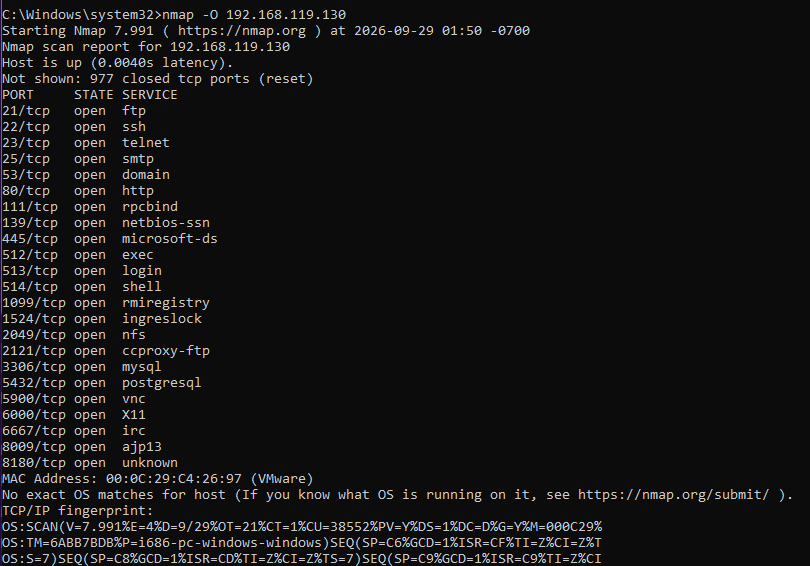 C:\Windows\system32>nmap -O 192.168.119.130
Starting Nmap 7.991 ( https://nmap.org ) at 2026-09-29 01:50 -0700
Nmap scan report for 192.168.119.130
Host is up (0.0040s latency).
Not shown: 977 closed tcp ports (reset)
PORT     STATE SERVICE
21/tcp   open  ftp
22/tcp   open  ssh
23/tcp   open  telnet
25/tcp   open  smtp
53/tcp   open  domain
80/tcp   open  http
111/tcp  open  rpcbind
139/tcp  open  netbios-ssn
445/tcp  open  microsoft-ds
512/tcp  open  exec
513/tcp  open  login
514/tcp  open  shell
1099/tcp open  rmiregistry
1524/tcp open  ingreslock
2049/tcp open  nfs
2121/tcp open  ccproxy-ftp
3306/tcp open  mysql
5432/tcp open  postgresql
5900/tcp open  vnc
6000/tcp open  X11
6667/tcp open  irc
8009/tcp open  ajp13
8180/tcp open  unknown
MAC Address: 00:0C:29:C4:26:97 (VMware)
No exact OS matches for host (If you know what OS is running on it, see https://nmap.org/submit/ ).
TCP/IP fingerprint:
OS:SCAN(V=7.991%E=4%D=9/29%OT=21%CT=1%CU=38552%PV=Y%DS=1%DC=D%G=Y%M=000C29%
OS:TM=6ABB7BDB%P=i686-pc-windows-windows)SEQ(SP=C6%GCD=1%ISR=CF%TI=Z%CI=Z%T
OS:S=7)SEQ(SP=C8%GCD=1%ISR=CD%TI=Z%CI=Z%TS=7)SEQ(SP=C9%GCD=1%ISR=C9%TI=Z%CI